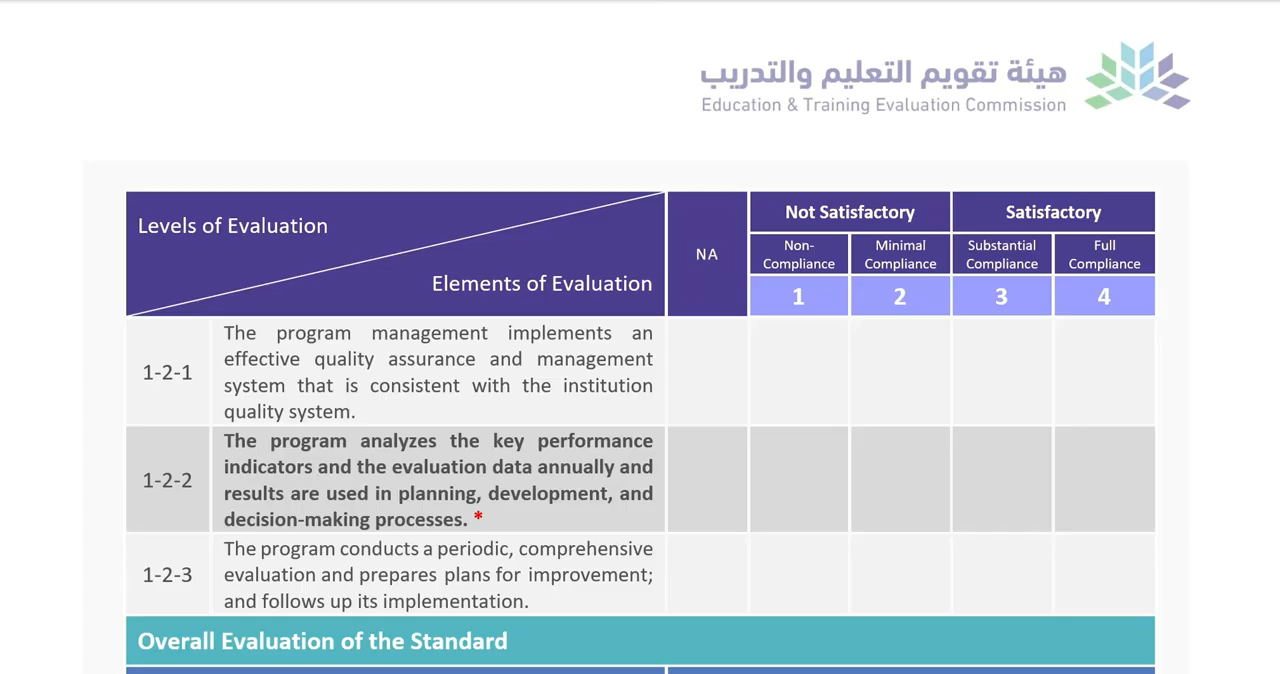 هيئة تقويم التعليم والتدريب
Education & Training Evaluation Commission
Levels of Evaluation
Elements of Evaluation
NA
Not Satisfactory
Satisfactory
Non-
Compliance
Minimal
Compliance
Substantial
Compliance
Full
Compliance
1
2
3
4
1-2-1
The program management implements an
effective quality assurance and management
system that is consistent with the institution
quality system.
1-2-2
The program analyzes the key performance
indicators and the evaluation data annually and
results are used in planning, development, and
decision-making processes. *
1-2-3
The program conducts a periodic, comprehensive
evaluation and prepares plans for improvement;
and follows up its implementation.
Overall Evaluation of the Standard